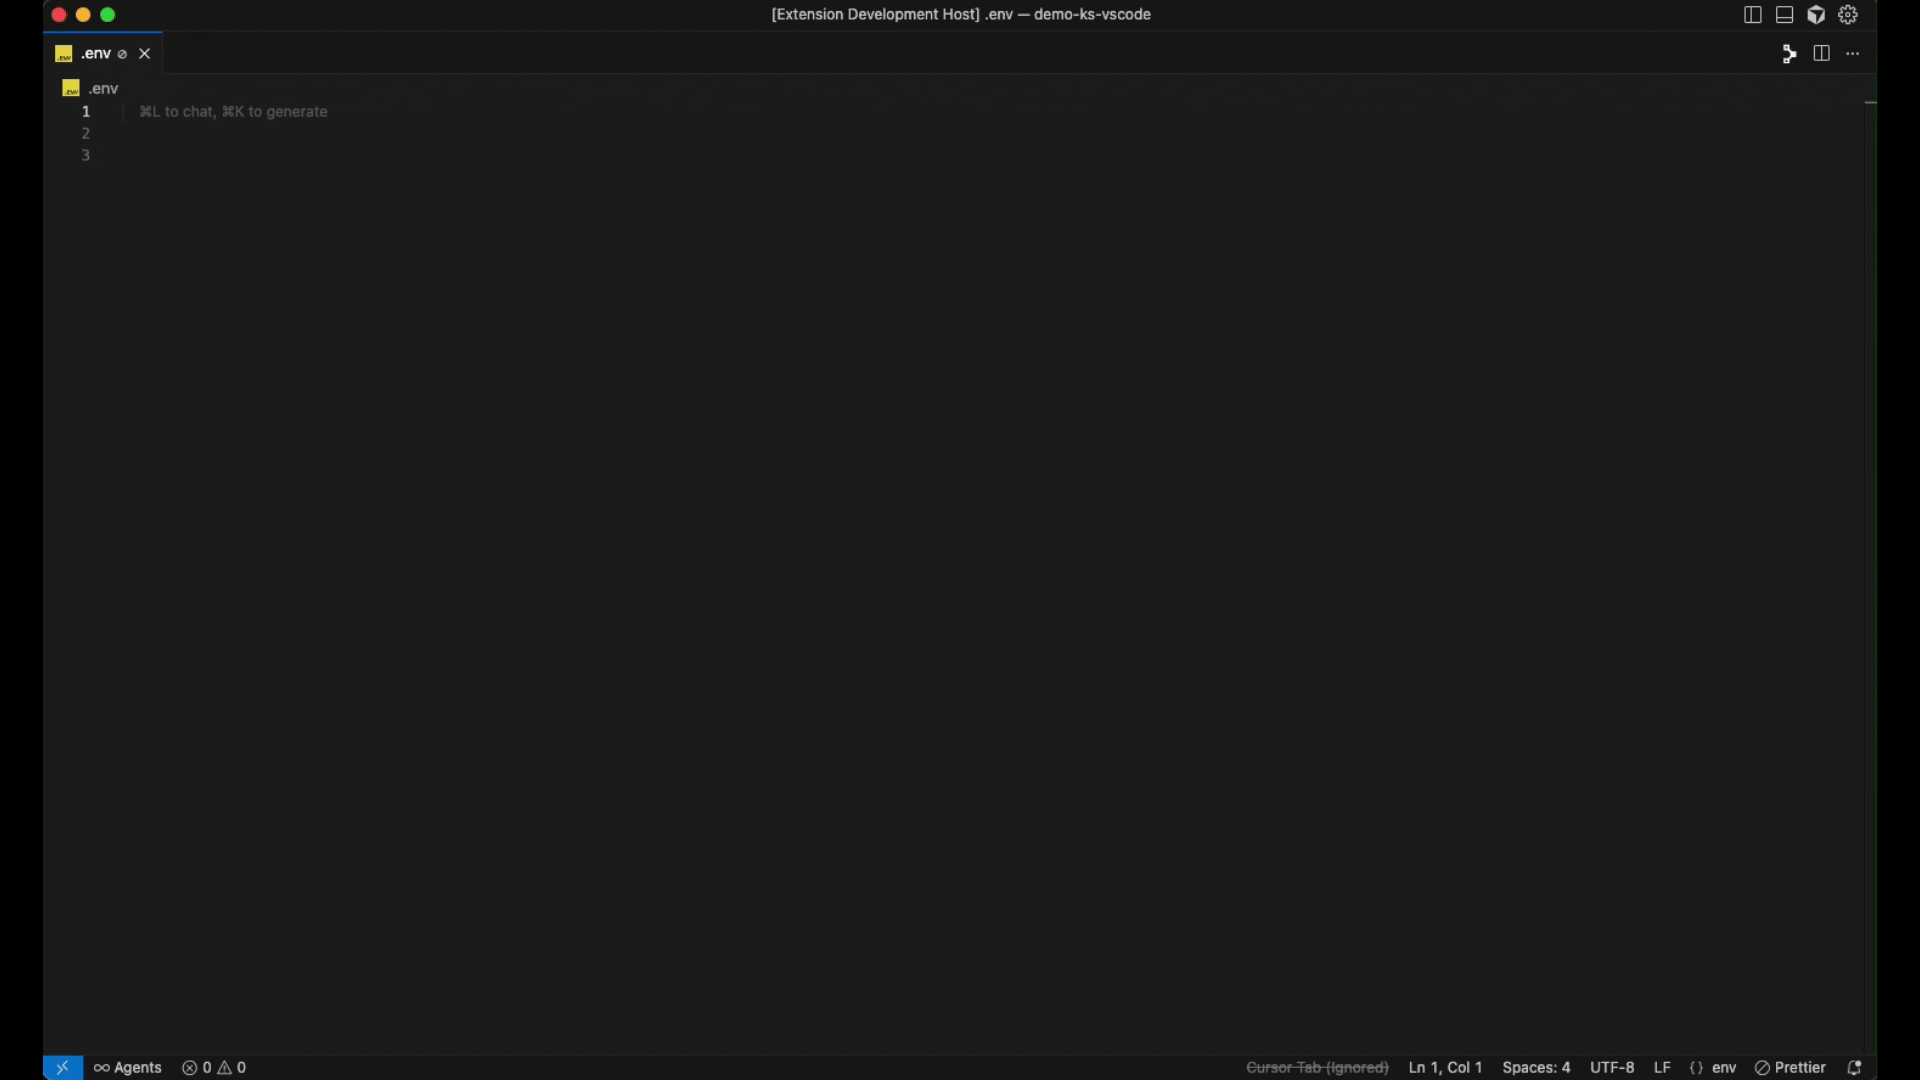 [Extension Development Host] .env — demo-ks-vscode
.env
.env
1 ⌘L to chat, ⌘K to generate
2
3
Agents 0 0 Cursor Tab (Ignored) Ln 1, Col 1 Spaces: 4 UTF-8 LF {} env Prettier